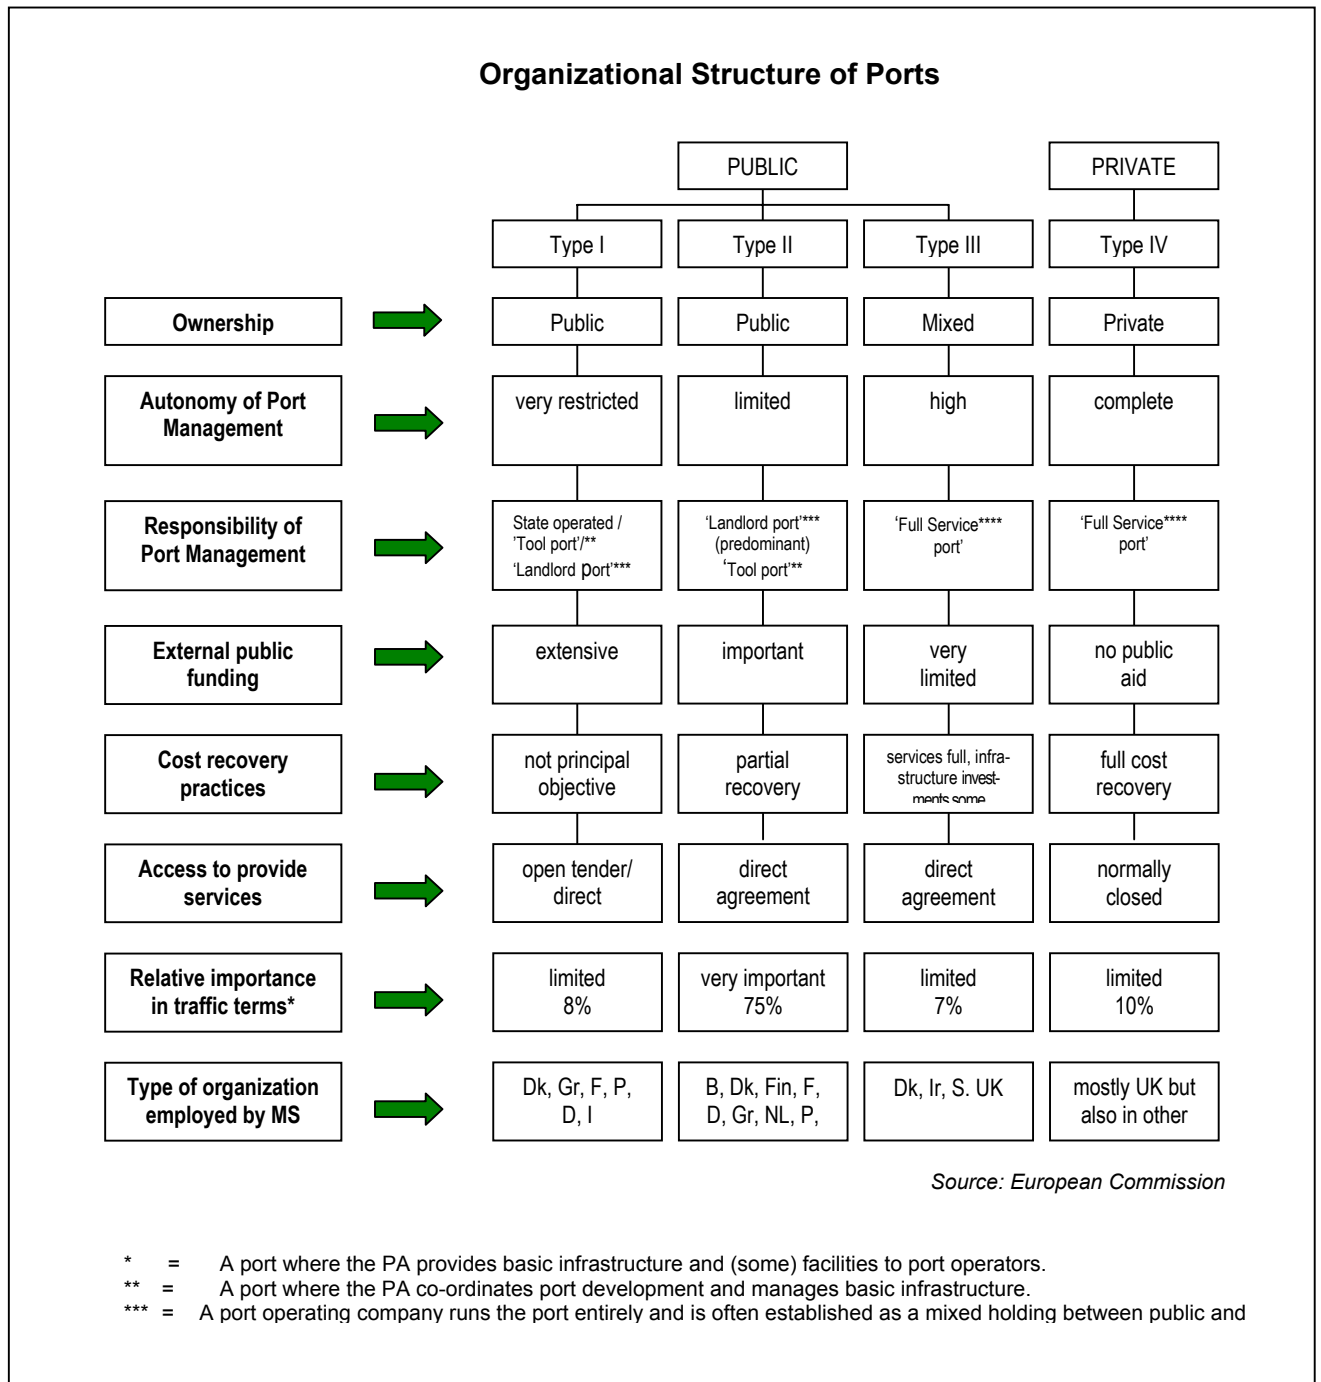 Organizational Structure of Ports
PUBLIC
PRIVATE
Type I
Type II
Type III
Type IV
Ownership
Public
Public
Mixed
Private
Autonomy of Port
Management
very restricted
limited
high
complete
Responsibility of
Port Management
State operated /
'Tool port'/**
'Landlord port'***
'Landlord port'***
(predominant)
'Tool port'**
'Full Service****
port'
'Full Service****
port'
External public
funding
extensive
important
very
limited
no public
aid
Cost recovery
practices
not principal
objective
partial
recovery
services full, infra-
structure invest-
ments some
full cost
recovery
Access to provide
services
open tender/
direct
direct
agreement
direct
agreement
normally
closed
Relative importance
in traffic terms*
limited
8%
very important
75%
limited
7%
limited
10%
Type of organization
employed by MS
Dk, Gr, F, P,
D, I
B, Dk, Fin, F,
D, Gr, NL, P,
Dk, Ir, S. UK
mostly UK but
also in other
Source: European Commission
* = A port where the PA provides basic infrastructure and (some) facilities to port operators.
** = A port where the PA co-ordinates port development and manages basic infrastructure.
*** = A port operating company runs the port entirely and is often established as a mixed holding between public and